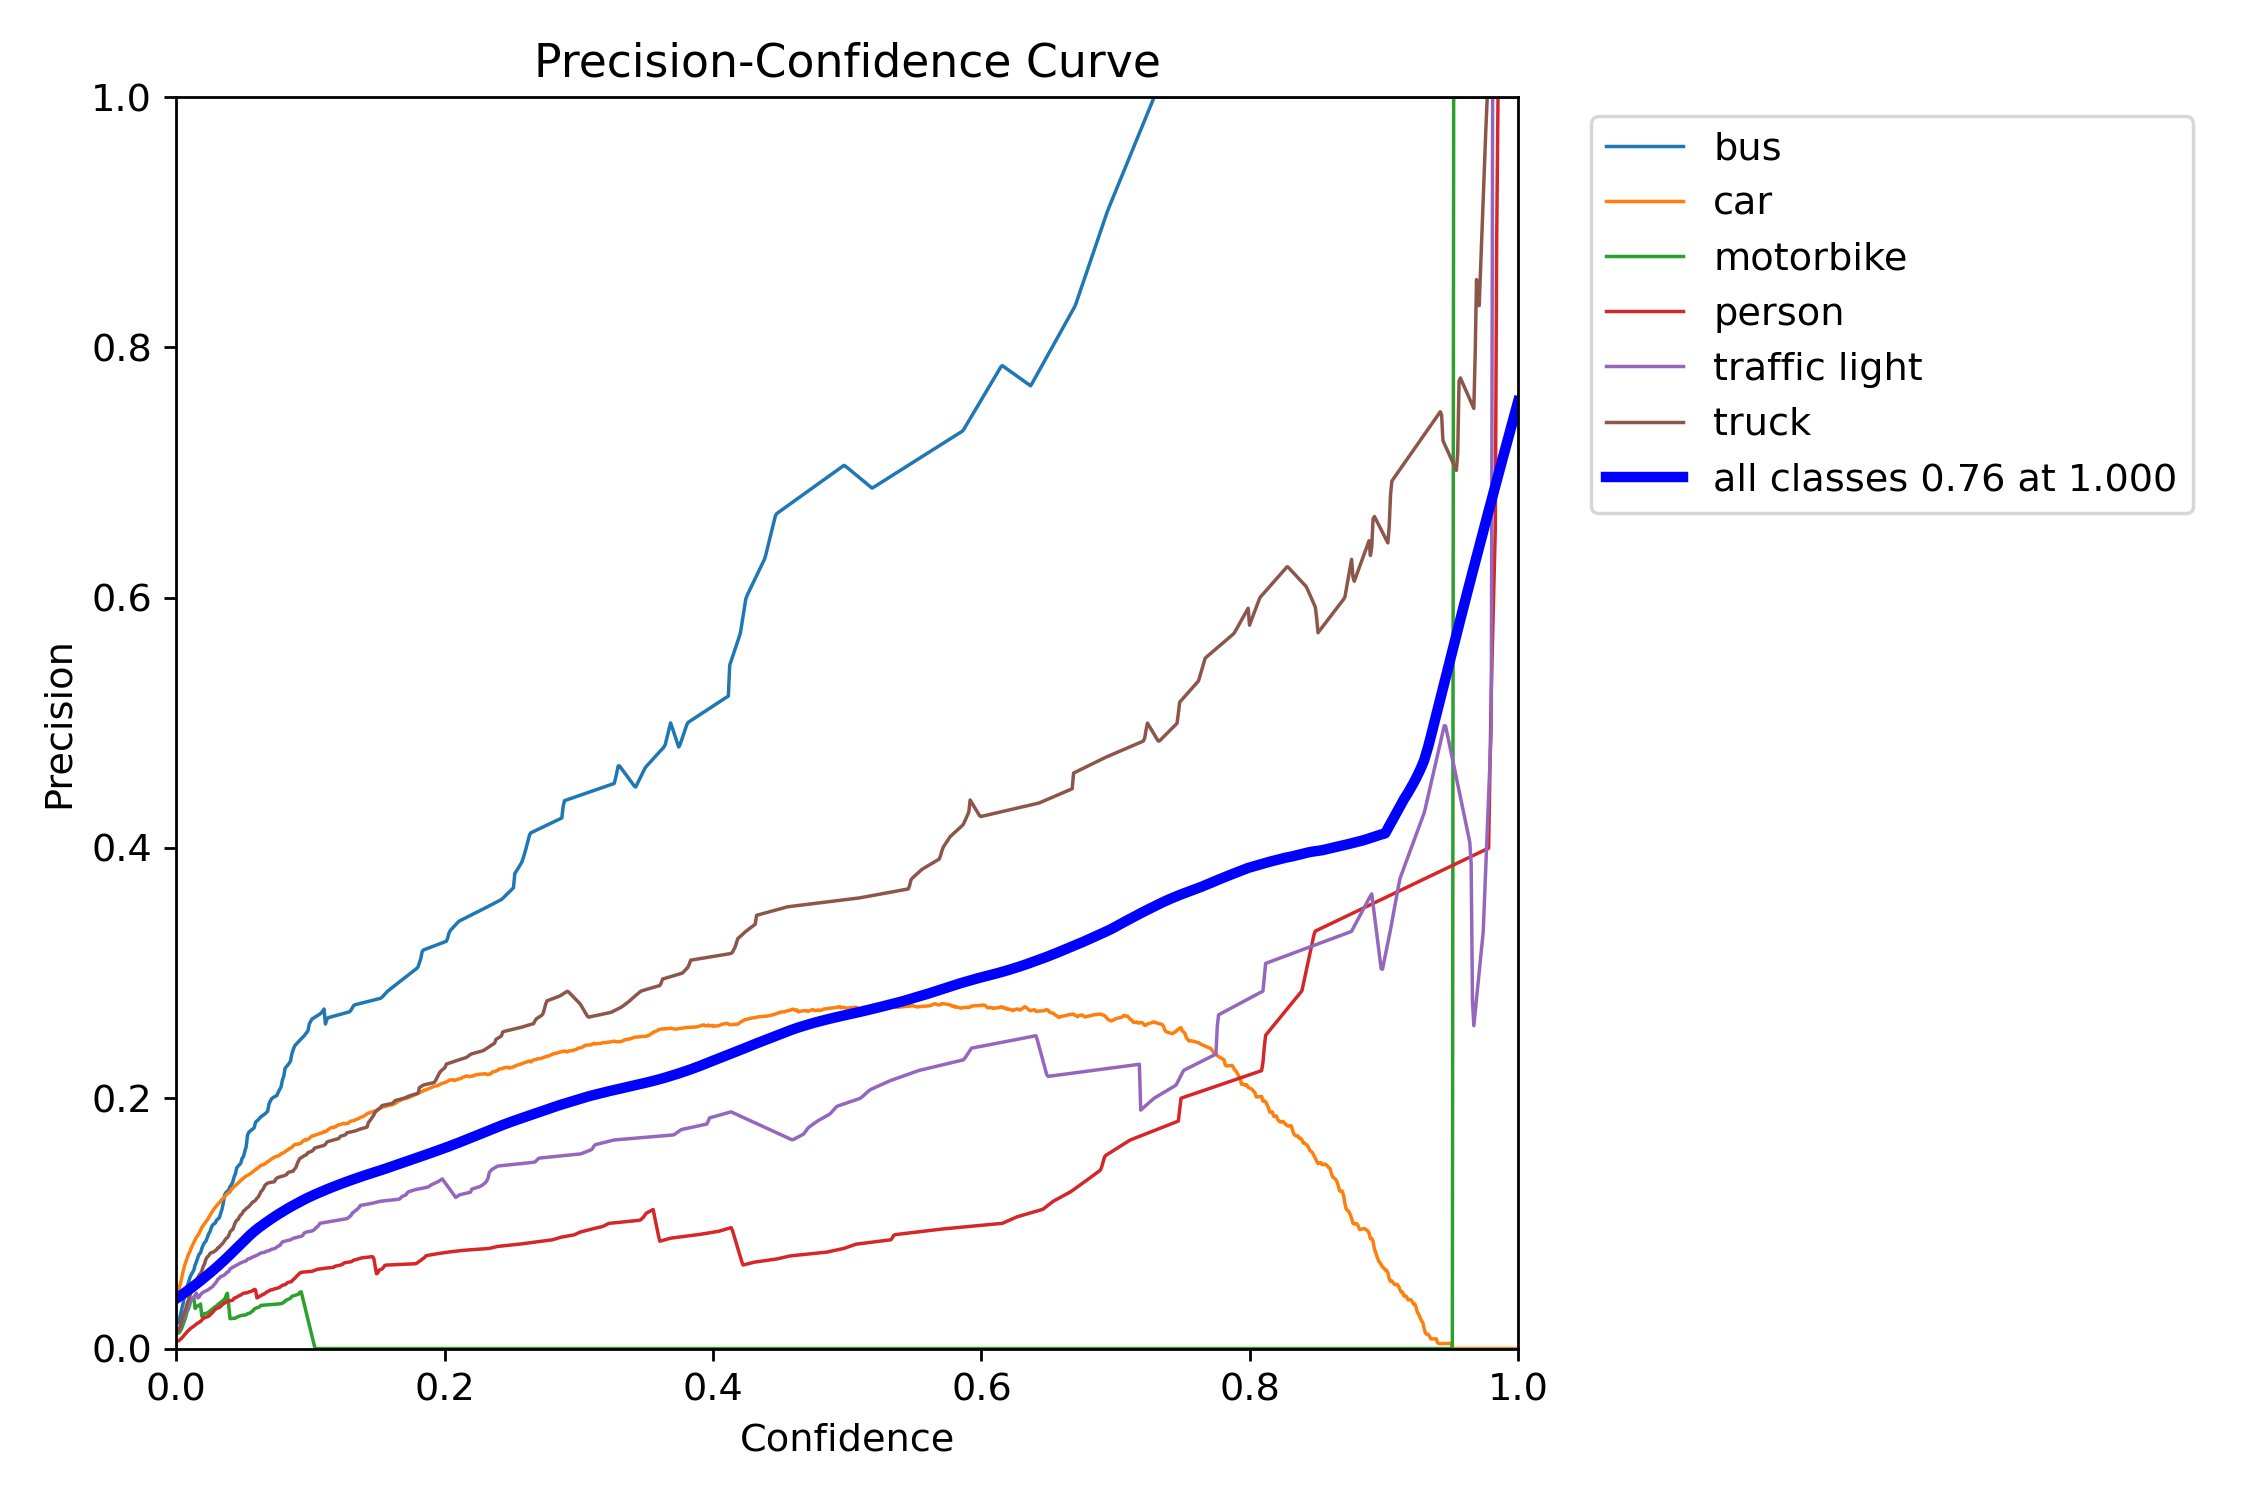 Precision-Confidence Curve
1.0
0.8
0.6
0.4
0.2
0.0
Precision
0.0 0.2 0.4 0.6 0.8 1.0
Confidence
bus
car
motorbike
person
traffic light
truck
all classes 0.76 at 1.000